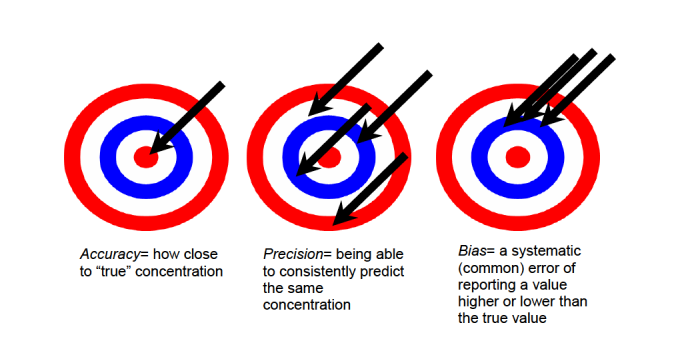 Accuracy= how close
to “true” concentration
Precision= being able
to consistently predict
the same
concentration
Bias= a systematic
(common) error of
reporting a value
higher or lower than
the true value